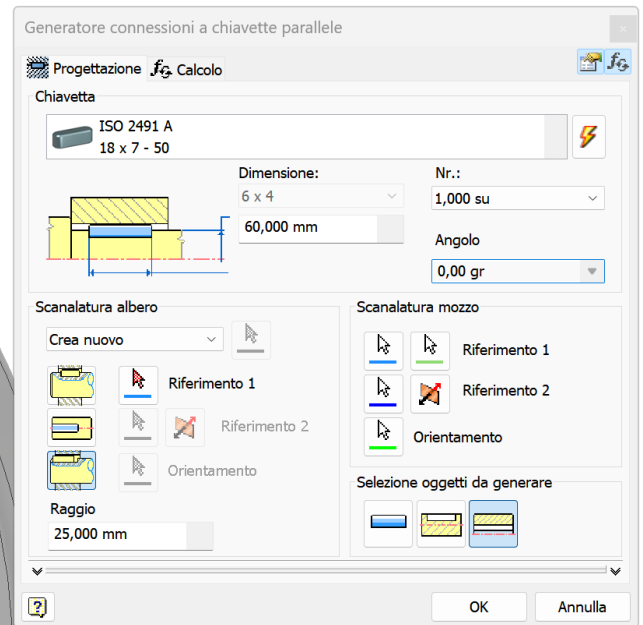 Generatore connessioni a chiavette parallele
Progettazione
Calcolo
Chiavetta
ISO 2491 A
18 x 7 - 50
Dimensione:
Nr.:
6 x 4
1,000 su
60,000 mm
Angolo
0,00 gr
Scanalatura albero
Scanalatura mozzo
Crea nuovo
Riferimento 1
Riferimento 1
Riferimento 2
Riferimento 2
Orientamento
Orientamento
Raggio
Selezione oggetti da generare
25,000 mm
OK
Annulla